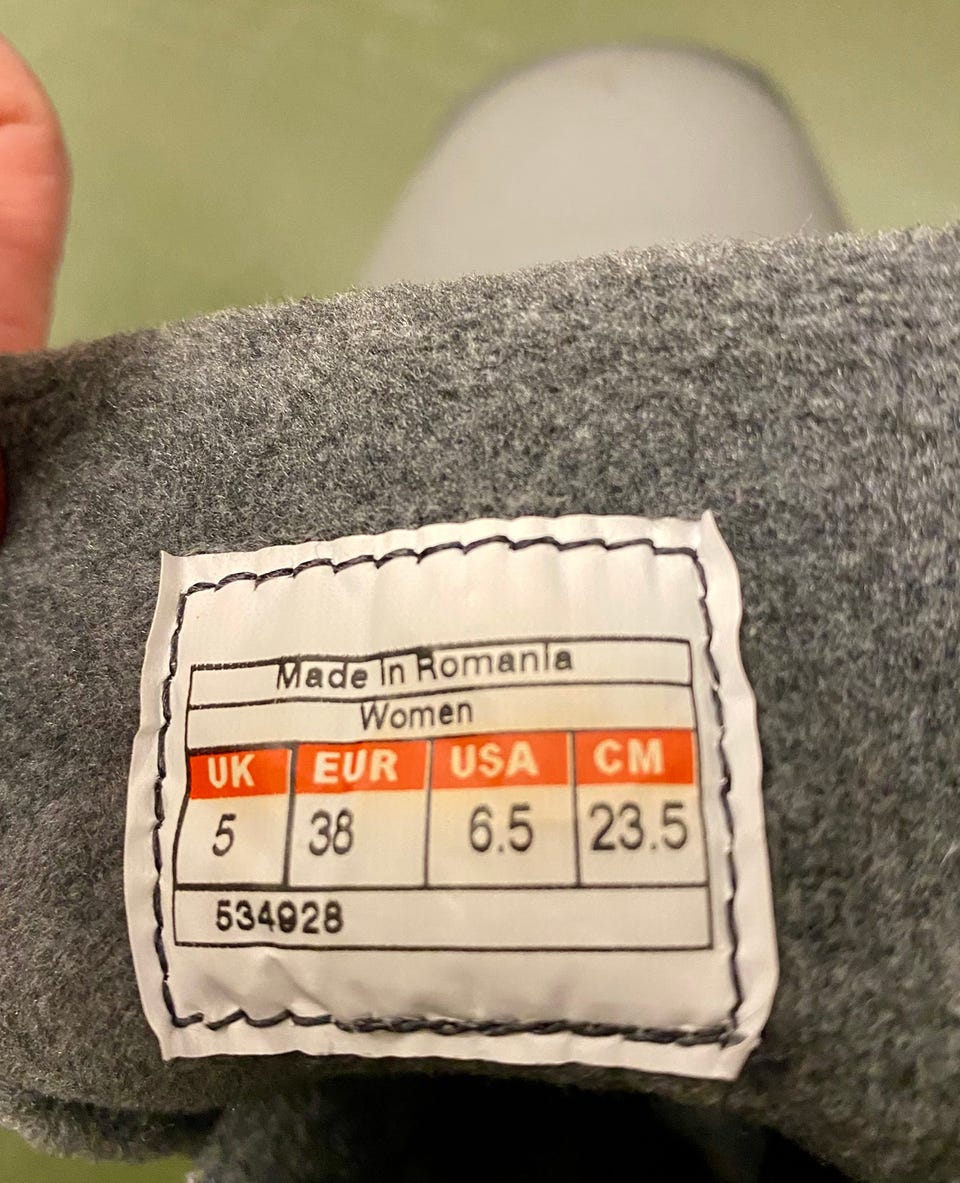 Made in Romania
Women
UK EUR USA CM
5 38 6.5 23.5
534928